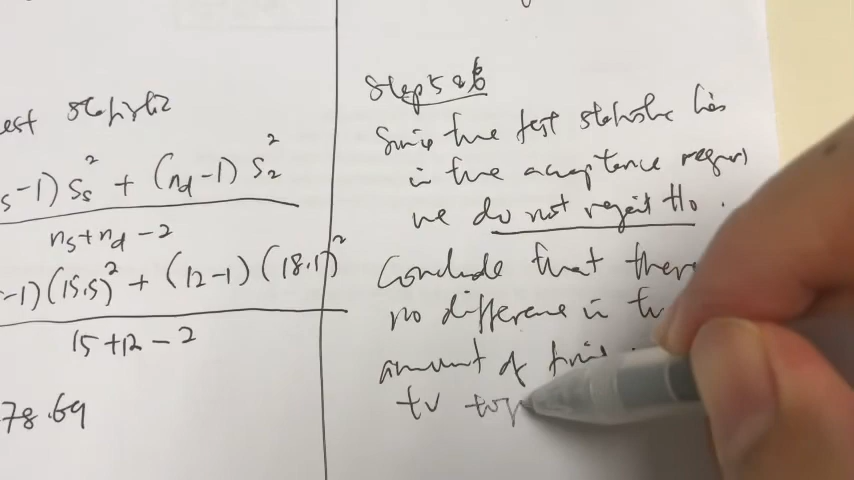 est statistic
s-1) Ss² + (nd-1) S2²
ns+nd-2
-1)(15.5)² + (12-1)(18.1)²
15+12-2
78.69
Step 5 & 6
Since the test statistic lies
in the acceptance region
we do not reject Ho.
Conclude that there
no difference in
amount of time
tv